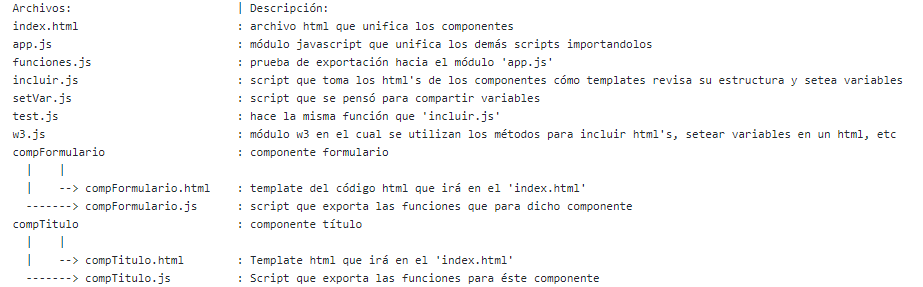 Archivos: | Descripción:
index.html : archivo html que unifica los componentes
app.js : módulo javascript que unifica los demás scripts importandolos
funciones.js : prueba de exportación hacia el módulo 'app.js'
incluir.js : script que toma los html's de los componentes cómo templates revisa su estructura y setea variables
setVar.js : script que se pensó para compartir variables
test.js : hace la misma función que 'incluir.js'
w3.js : módulo w3 en el cual se utilizan los métodos para incluir html's, setear variables en un html, etc
compFormulario : componente formulario
| |
| --> compFormulario.html : template del código html que irá en el 'index.html'
-------> compFormulario.js : script que exporta las funciones que para dicho componente
compTitulo : componente título
| |
| --> compTitulo.html : Template html que irá en el 'index.html'
-------> compTitulo.js : Script que exporta las funciones para éste componente